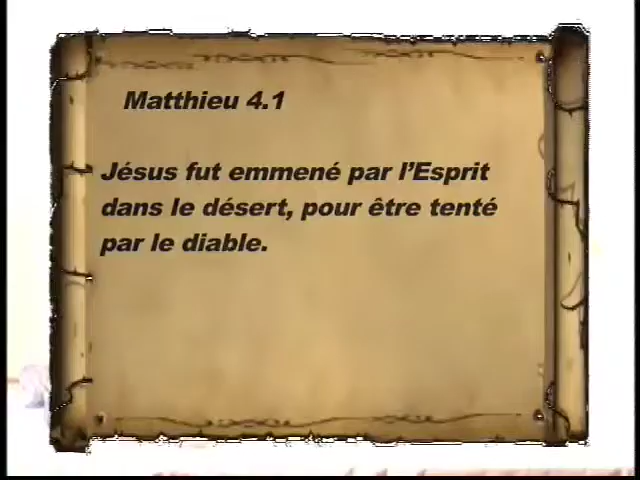 Matthieu 4.1
Jésus fut emmené par l'Esprit
dans le désert, pour être tenté
par le diable.